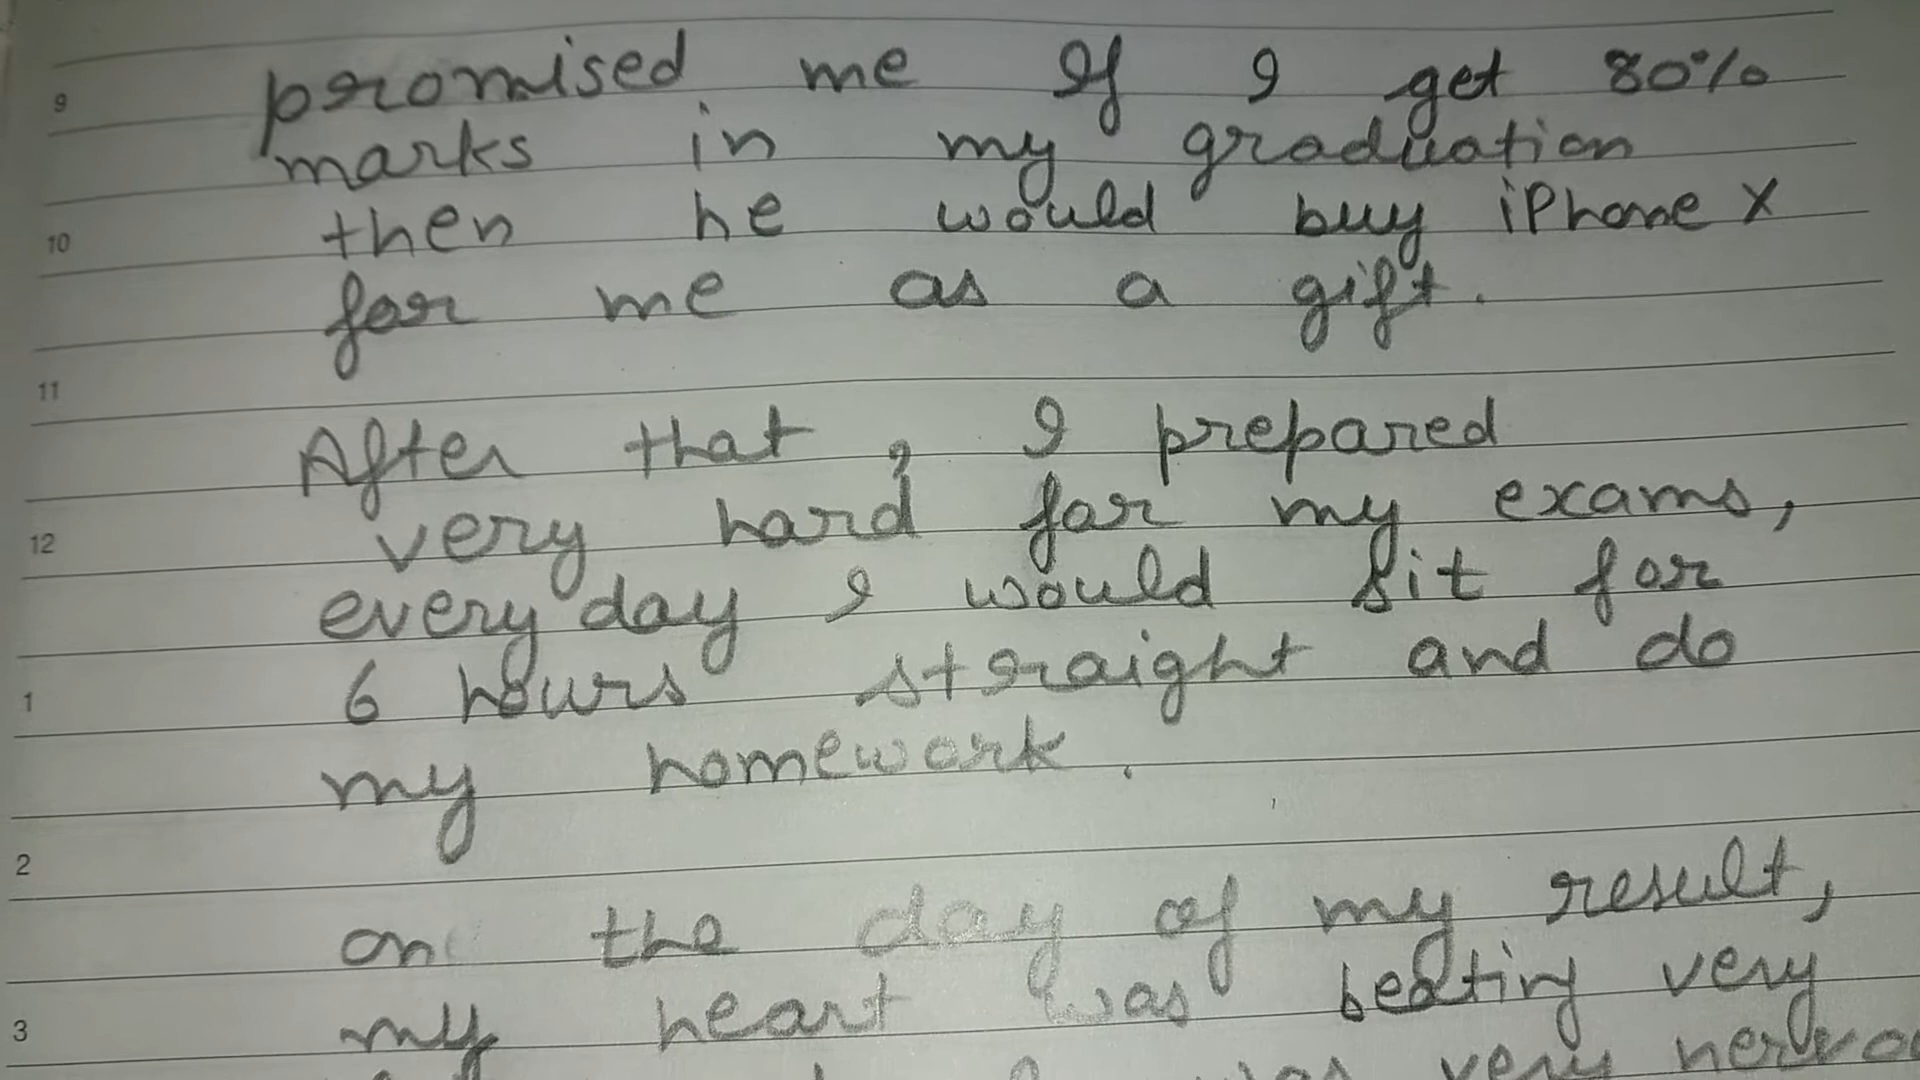 9
promised me If I get 80%
marks in my graduation
10
then he would buy iPhone X
for me as a gift.
11
After that, I prepared
very hard for my exams,
12
everyday I would sit for
6 hours straight and do
1
my homework.
2
on the day of my result,
my heart was beating very
3
very